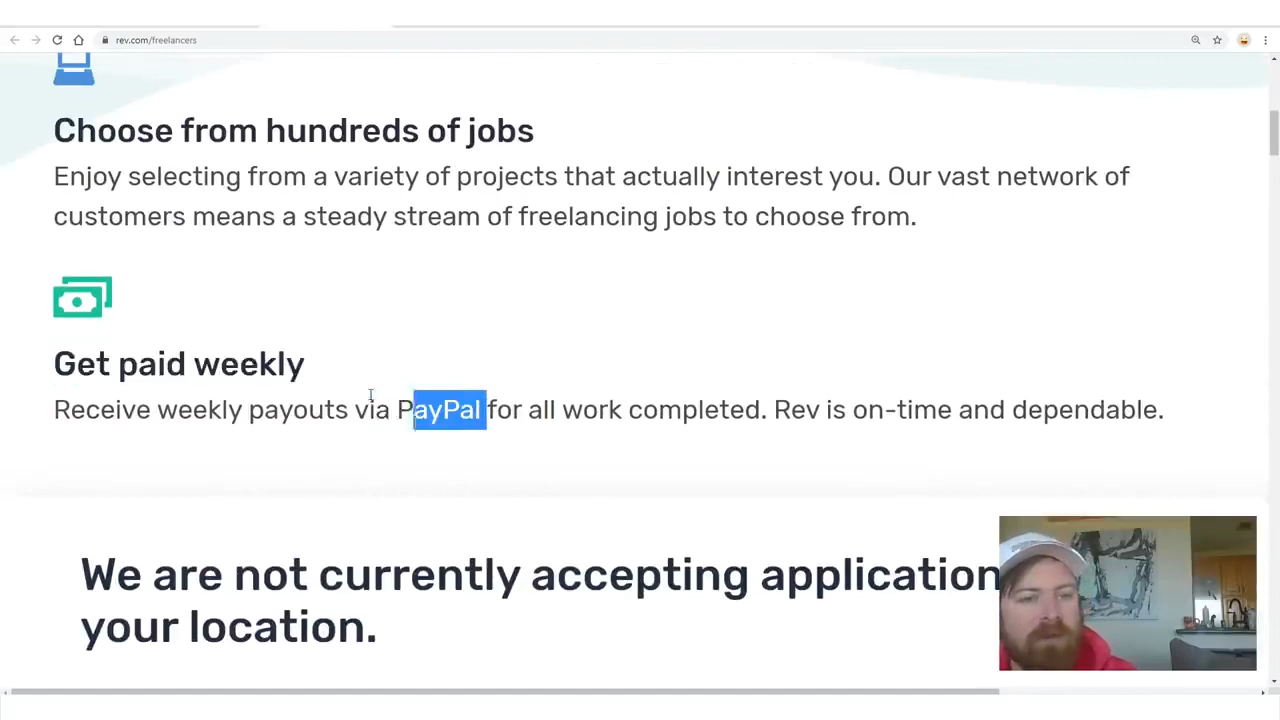 rev.com/freelancers
Choose from hundreds of jobs
Enjoy selecting from a variety of projects that actually interest you. Our vast network of
customers means a steady stream of freelancing jobs to choose from.
Get paid weekly
Receive weekly payouts via PayPal for all work completed. Rev is on-time and dependable.
We are not currently accepting application
your location.